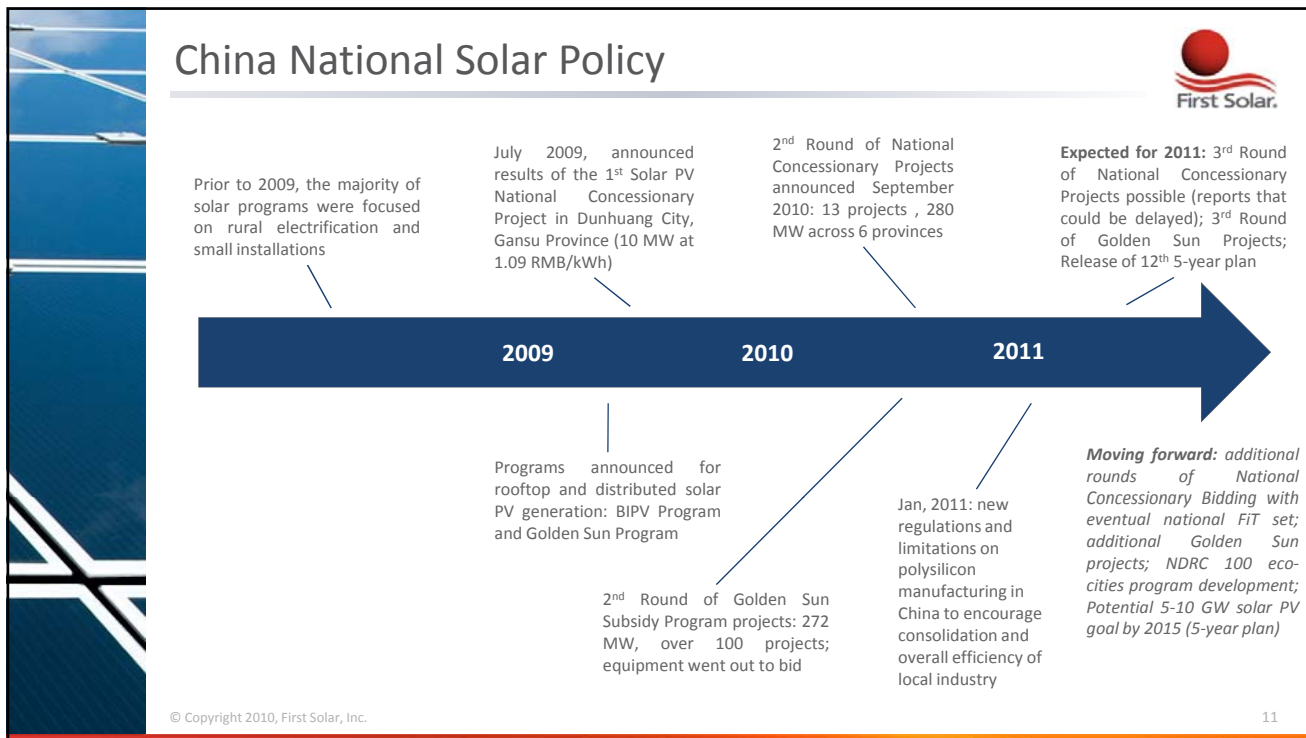 China National Solar Policy
First Solar.
Prior to 2009, the majority of
solar programs were focused
on rural electrification and
small installations
July 2009, announced
results of the 1st Solar PV
National Concessionary
Project in Dunhuang City,
Gansu Province (10 MW at
1.09 RMB/kWh)
2nd Round of National
Concessionary Projects
announced September
2010: 13 projects , 280
MW across 6 provinces
Expected for 2011: 3rd Round
of National Concessionary
Projects possible (reports that
could be delayed); 3rd Round
of Golden Sun Projects;
Release of 12th 5-year plan
2009
2010
2011
Programs announced for
rooftop and distributed solar
PV generation: BIPV Program
and Golden Sun Program
2nd Round of Golden Sun
Subsidy Program projects: 272
MW, over 100 projects;
equipment went out to bid
Jan, 2011: new
regulations and
limitations on
polysilicon
manufacturing in
China to encourage
consolidation and
overall efficiency of
local industry
Moving forward: additional
rounds of National
Concessionary Bidding with
eventual national FiT set;
additional Golden Sun
projects; NDRC 100 eco-
cities program development;
Potential 5-10 GW solar PV
goal by 2015 (5-year plan)
© Copyright 2010, First Solar, Inc.
11